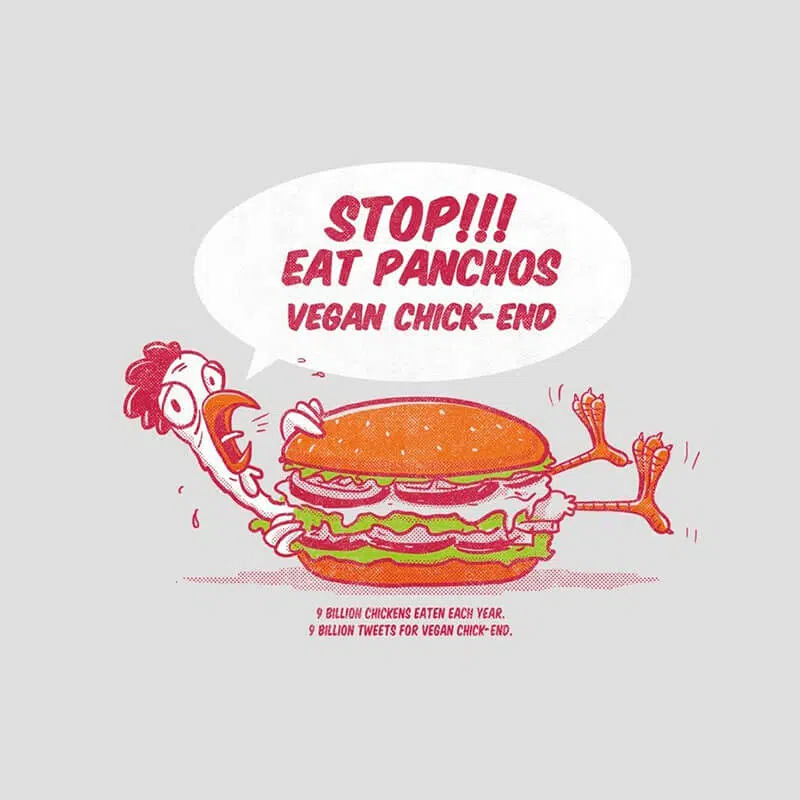 STOP!!!
EAT PANCHOS
VEGAN CHICK-END
9 BILLION CHICKENS EATEN EACH YEAR.
9 BILLION TWEETS FOR VEGAN CHICK-END.